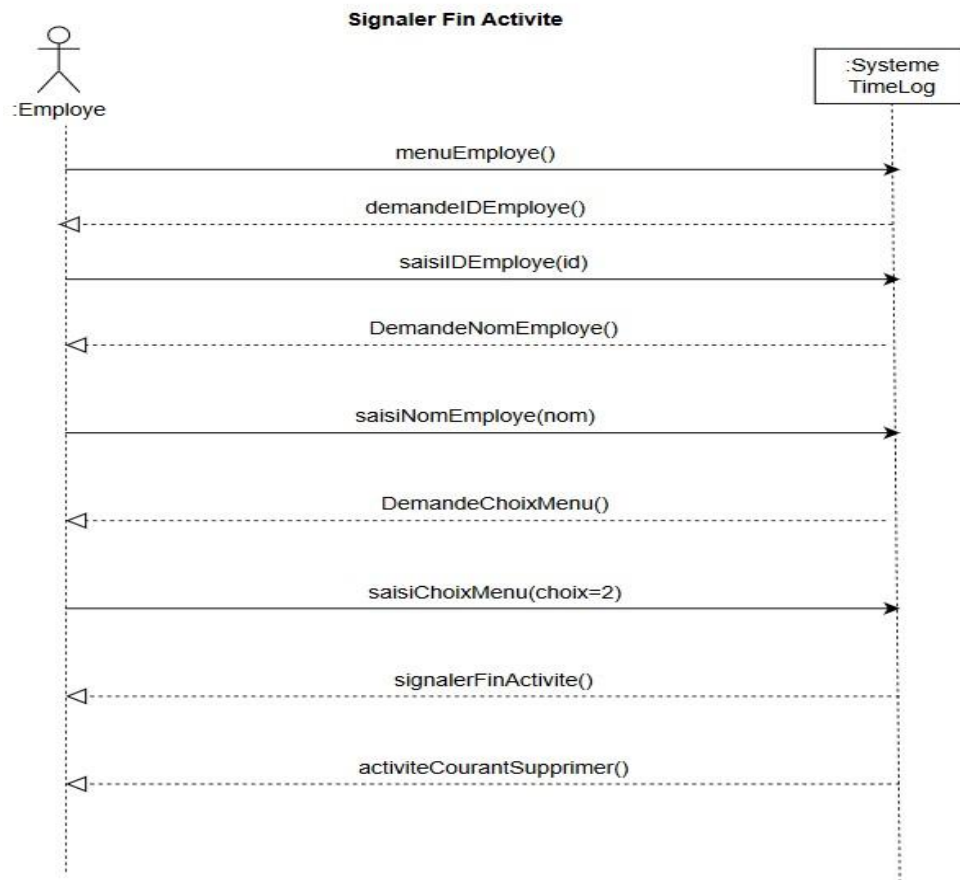 Signaler Fin Activite
:Employe
:Systeme
TimeLog
menuEmploye()
demandeIDEmploye()
saisiIDEmploye(id)
DemandeNomEmploye()
saisiNomEmploye(nom)
DemandeChoixMenu()
saisiChoixMenu(choix=2)
signalerFinActivite()
activiteCourantSupprimer()